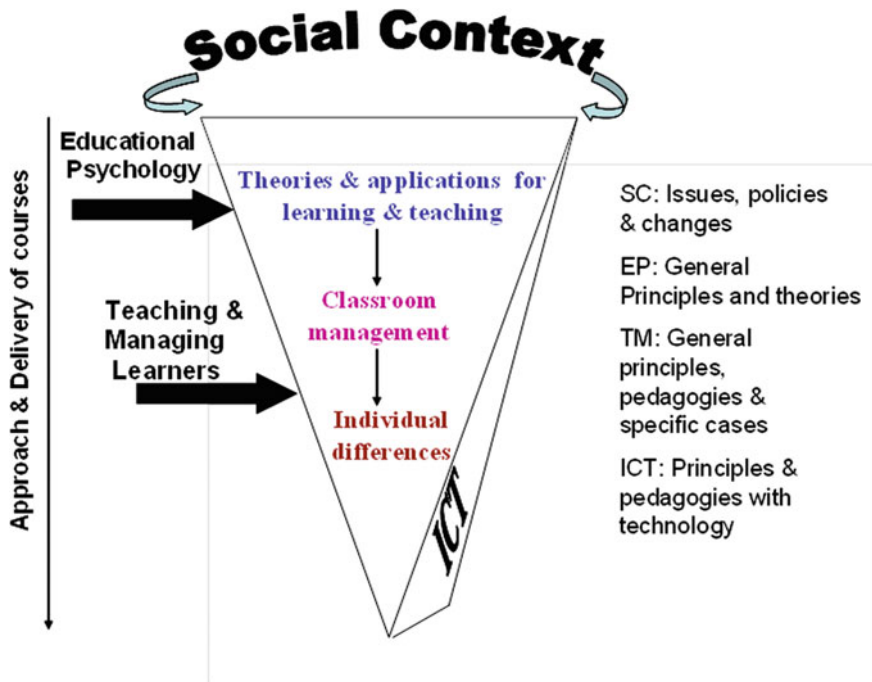 Social Context
Approach & Delivery of courses
Educational
Psychology
Theories & applications for
learning & teaching
Teaching &
Managing
Learners
Classroom
management
Individual
differences
ICT
SC: Issues, policies
& changes
EP: General
Principles and theories
TM: General
principles,
pedagogies &
specific cases
ICT: Principles &
pedagogies with
technology